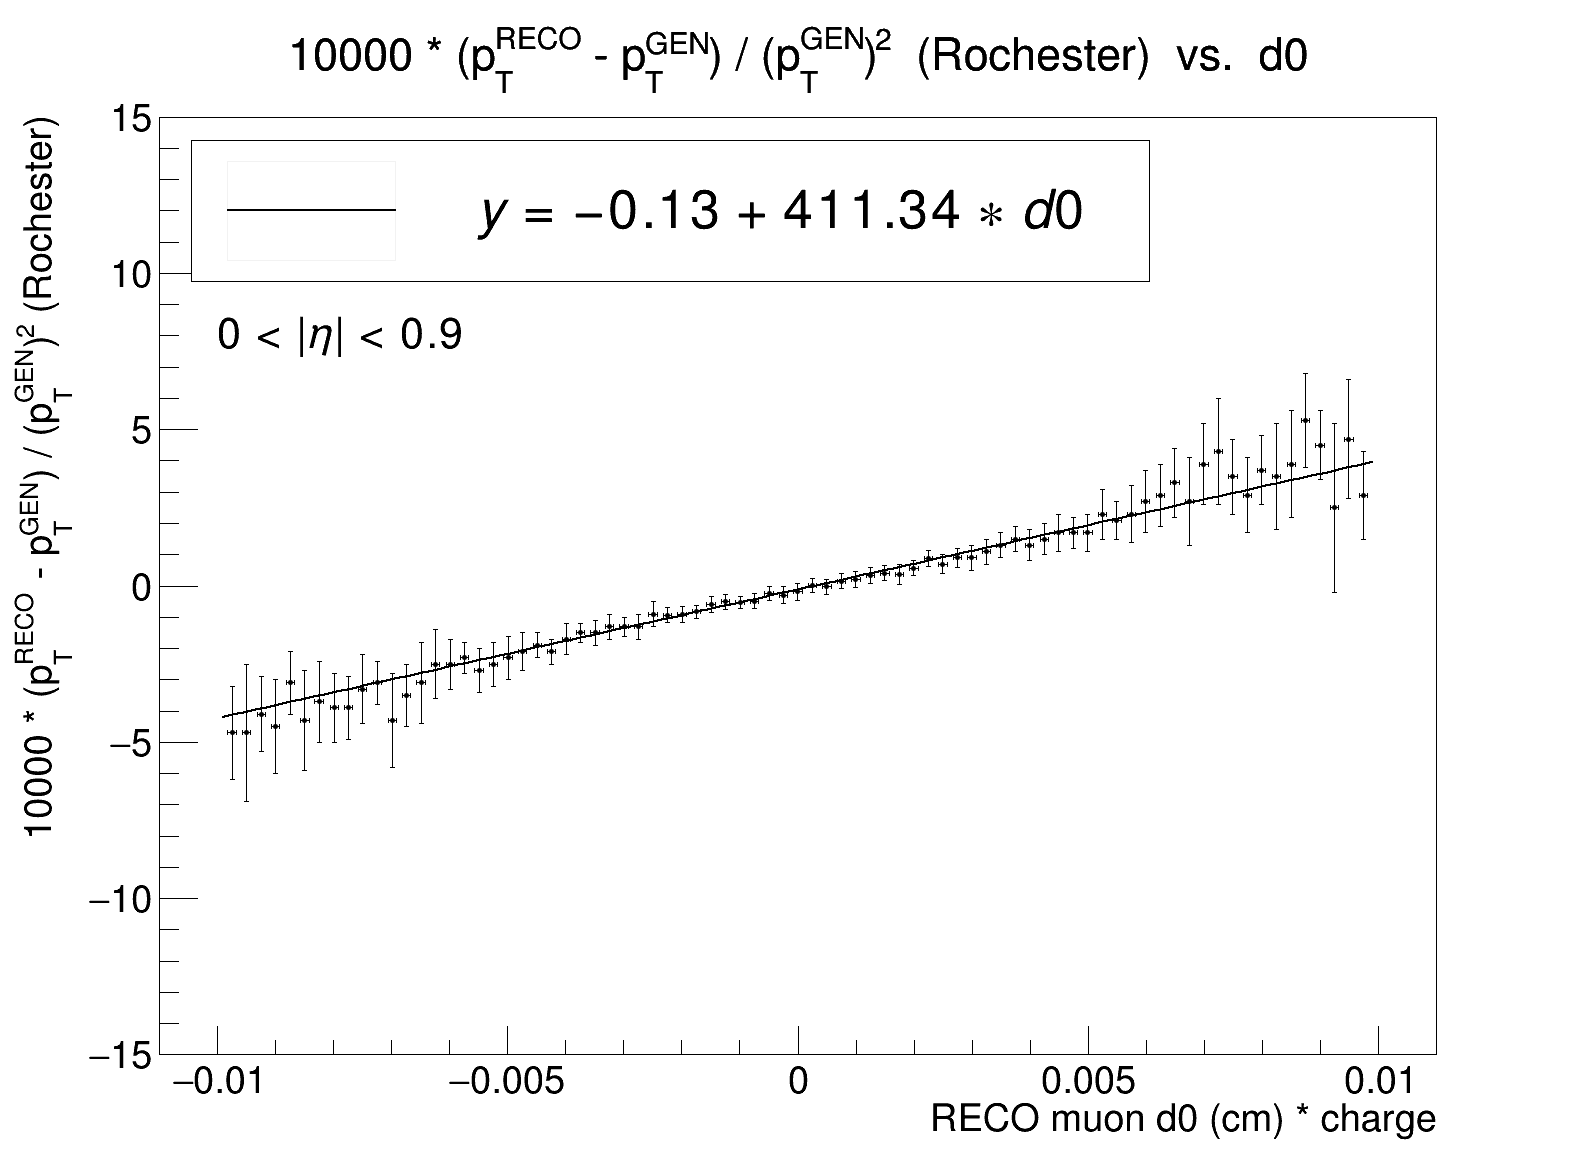 10000 * (p_T^RECO - p_T^GEN) / (p_T^GEN)^2 (Rochester) vs. d0
10000 * (p_T^RECO - p_T^GEN) / (p_T^GEN)^2 (Rochester)
y = −0.13 + 411.34 ∗ d0
0 < |η| < 0.9
15
10
5
0
−5
−10
−15
−0.01 −0.005 0 0.005 0.01
RECO muon d0 (cm) * charge